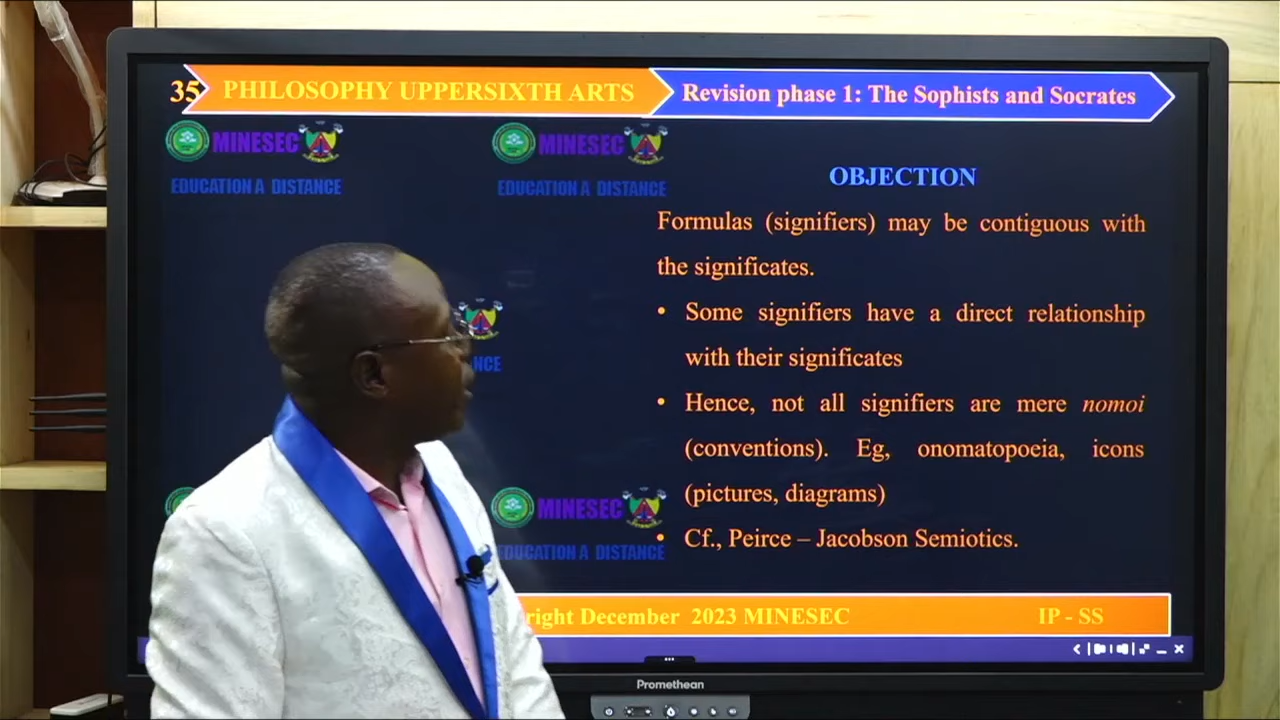 35 PHILOSOPHY UPPERSIXTH ARTS Revision phase 1: The Sophists and Socrates
MINESEC MINESEC
EDUCATION A DISTANCE EDUCATION A DISTANCE
OBJECTION
Formulas (signifiers) may be contiguous with
the significates.
• Some signifiers have a direct relationship
with their significates
• Hence, not all signifiers are mere nomoi
(conventions). Eg, onomatopoeia, icons
(pictures, diagrams)
• Cf., Peirce – Jacobson Semiotics.
MINESEC
EDUCATION A DISTANCE
December 2023 MINESEC IP - SS
Promethean